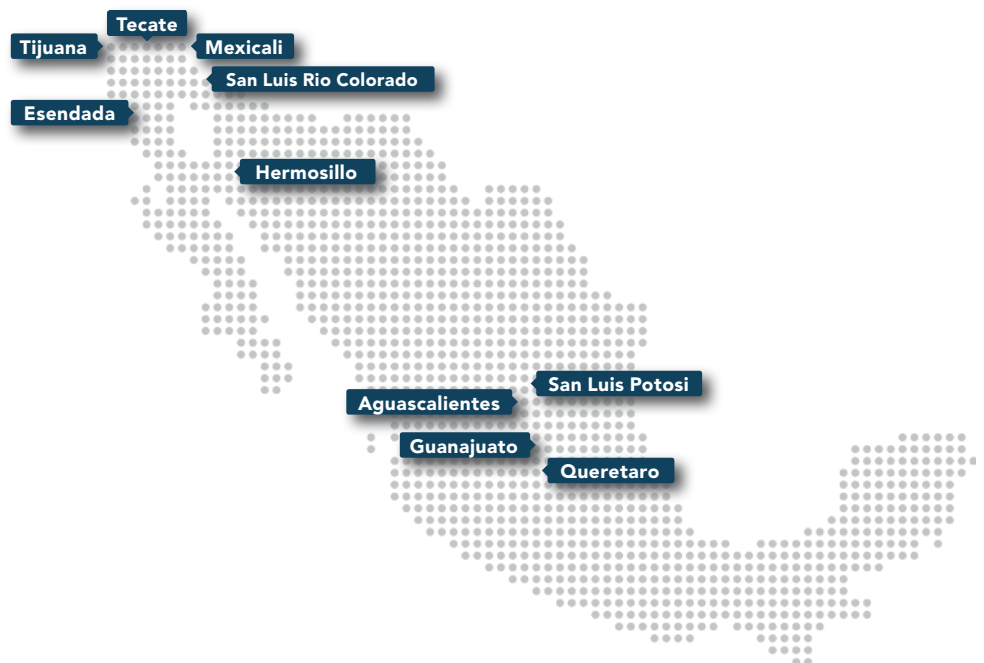 Tecate
Tijuana
Mexicali
San Luis Rio Colorado
Esendada
Hermosillo
San Luis Potosi
Aguascalientes
Guanajuato
Queretaro